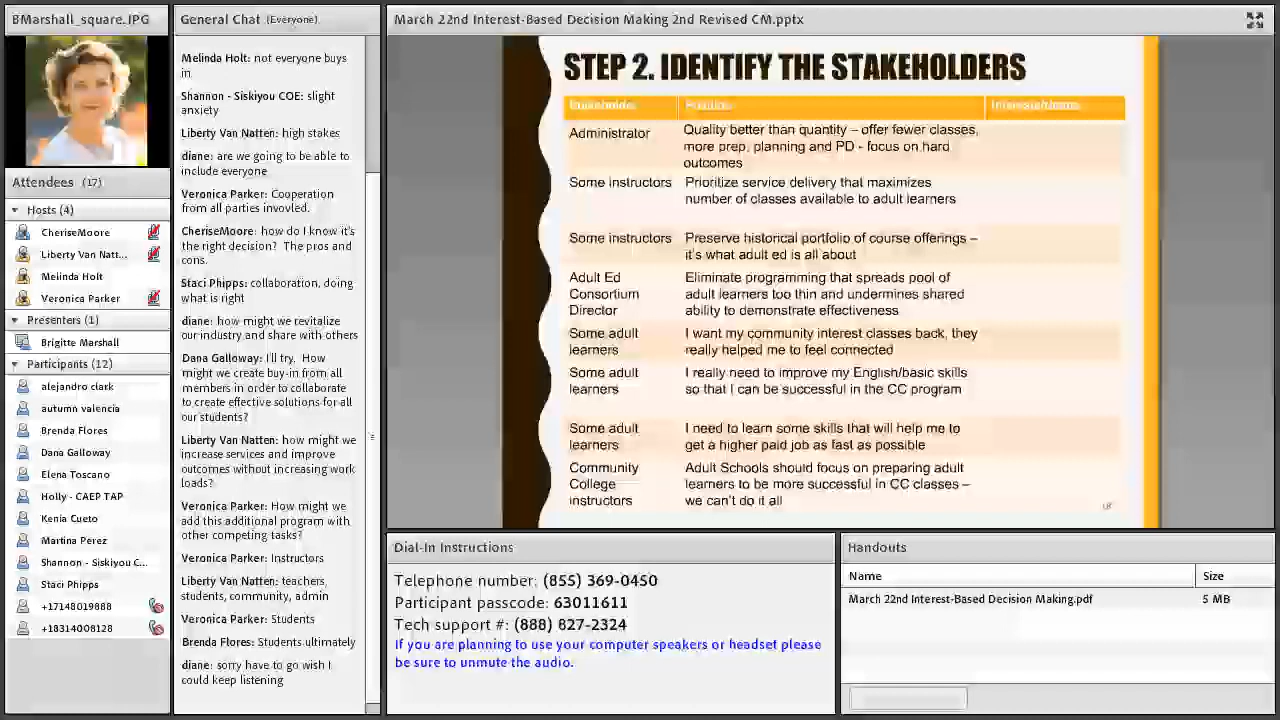 BMarshall_square.JPG
Attendees (17)
Hosts (4)
CheriseMoore
Liberty Van Natt...
Melinda Holt
Veronica Parker
Presenters (1)
Brigitte Marshall
Participants (12)
alejandro clark
autumn valencia
Brenda Flores
Dana Galloway
Elena Toscano
Holly - CAEP TAP
Kenia Cueto
Martina Perez
Shannon - Siskiyou C...
Staci Phipps
+17148019888
+18314008128
General Chat (Everyone)
Melinda Holt: not everyone buys
in
Shannon - Siskiyou COE: slight
anxiety
Liberty Van Natten: high stakes
diane: are we going to be able to
include everyone
Veronica Parker: Cooperation
from all parties invovled.
CheriseMoore: how do I know it's
the right decision? The pros and
cons.
Staci Phipps: collaboration, doing
what is right
diane: how might we revitalize
our industry and share with others
Dana Galloway: I'll try. How
might we create buy-in from all
members in order to collaborate
to create effective solutions for all
our students?
Liberty Van Natten: how might we
increase services and improve
outcomes without increasing work
loads?
Veronica Parker: How might we
add this additional program with
other competing tasks?
Veronica Parker: Instructors
Liberty Van Natten: teachers,
students, community, admin
Veronica Parker: Students
Brenda Flores: Students ultimately
diane: sorry have to go wish I
could keep listening
March 22nd Interest-Based Decision Making 2nd Revised CM.pptx
STEP 2. IDENTIFY THE STAKEHOLDERS
Stakeholder Position
Administrator Quality better than quantity – offer fewer classes,
more prep, planning and PD - focus on hard
outcomes
Some instructors Prioritize service delivery that maximizes
number of classes available to adult learners
Some instructors Preserve historical portfolio of course offerings –
it's what adult ed is all about
Adult Ed Eliminate programming that spreads pool of
Consortium adult learners too thin and undermines shared
Director ability to demonstrate effectiveness
Some adult I want my community interest classes back, they
learners really helped me to feel connected
Some adult I really need to improve my English/basic skills
learners so that I can be successful in the CC program
Some adult I need to learn some skills that will help me to
learners get a higher paid job as fast as possible
Community Adult Schools should focus on preparing adult
College learners to be more successful in CC classes –
instructors we can't do it all
Dial-In Instructions
Telephone number: (855) 369-0450
Participant passcode: 63011611
Tech support #: (888) 827-2324
If you are planning to use your computer speakers or headset please
be sure to unmute the audio.
Handouts
Name Size
March 22nd Interest-Based Decision Making.pdf 5 MB